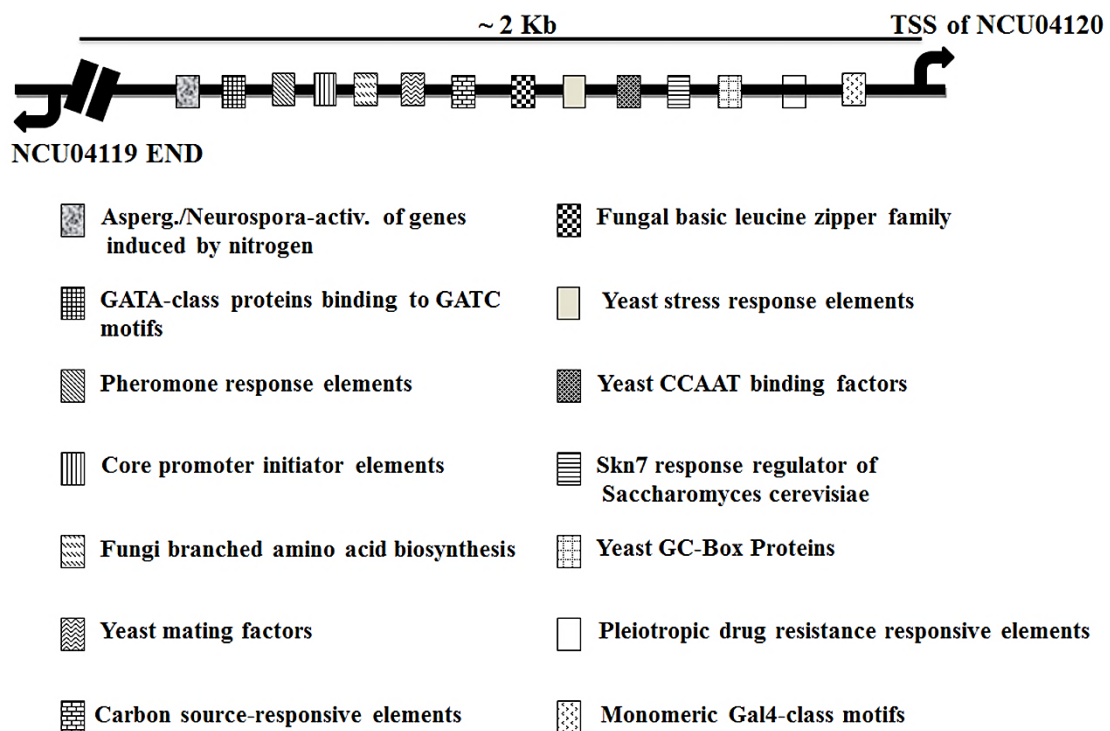 ~ 2 Kb
TSS of NCU04120
NCU04119 END
Asperg./Neurospora-activ. of genes
induced by nitrogen
GATA-class proteins binding to GATC
motifs
Pheromone response elements
Core promoter initiator elements
Fungi branched amino acid biosynthesis
Yeast mating factors
Carbon source-responsive elements
Fungal basic leucine zipper family
Yeast stress response elements
Yeast CCAAT binding factors
Skn7 response regulator of
Saccharomyces cerevisiae
Yeast GC-Box Proteins
Pleiotropic drug resistance responsive elements
Monomeric Gal4-class motifs